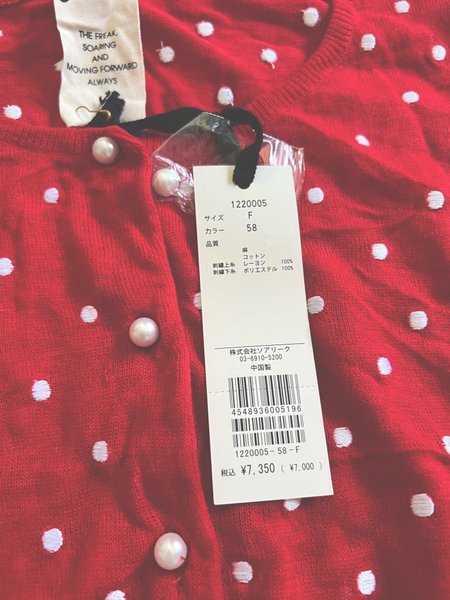 THE FREAK,
SOARING
AND
MOVING FORWARD
ALWAYS
1220005
サイズ F
カラー 58
品質
麻
コットン
刺繍上糸 レーヨン 100%
刺繍下糸 ポリエステル 100%
株式会社ソアリーク
03-6910-5200
中国製
4548936005196
1220005-58-F
税込 ¥7,350 ( ¥7,000 )